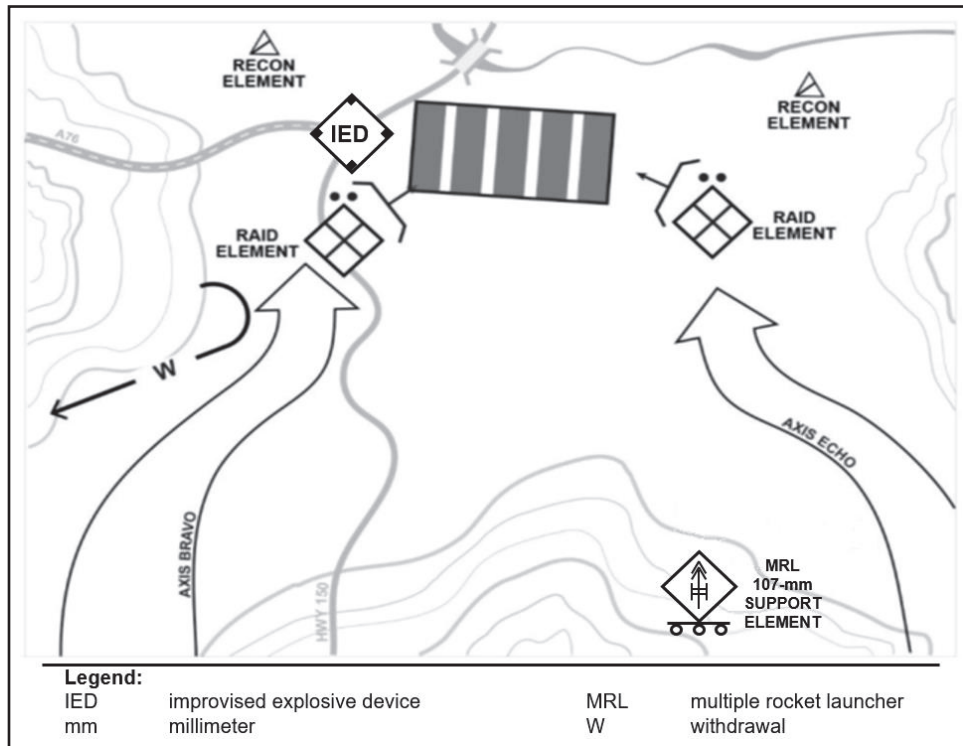 RECON
ELEMENT
RECON
ELEMENT
A76
IED
RAID
ELEMENT
RAID
ELEMENT
W
AXIS ECHO
AXIS BRAVO
HWY 150
MRL
107-mm
SUPPORT
ELEMENT
Legend:
IED improvised explosive device MRL multiple rocket launcher
mm millimeter W withdrawal